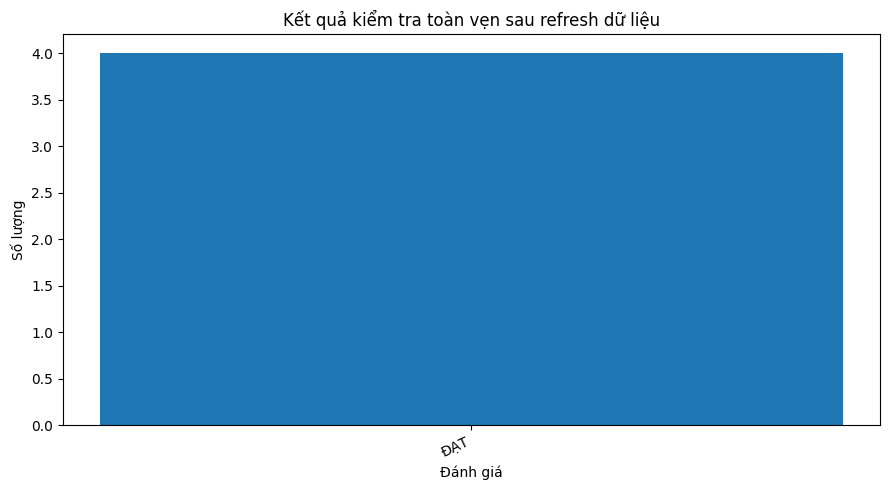 Kết quả kiểm tra toàn vẹn sau refresh dữ liệu
4.0
3.5
3.0
2.5
2.0
1.5
1.0
0.5
0.0
Số lượng
ĐẠT
Đánh giá